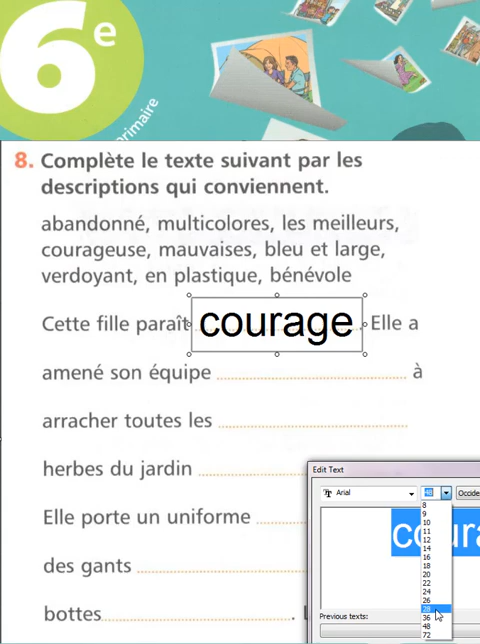 6e
primaire
8. Complète le texte suivant par les
descriptions qui conviennent.
abandonné, multicolores, les meilleurs,
courageuse, mauvaises, bleu et large,
verdoyant, en plastique, bénévole
Cette fille paraît courage. Elle a
amené son équipe ........ à
arracher toutes les ........
herbes du jardin ........
Elle porte un uniforme ........
des gants ........
bottes ........ .
Edit Text
Arial
48
Occide
8
9
10
11
12
14
16
18
20
22
24
26
28
36
48
72
Previous texts: